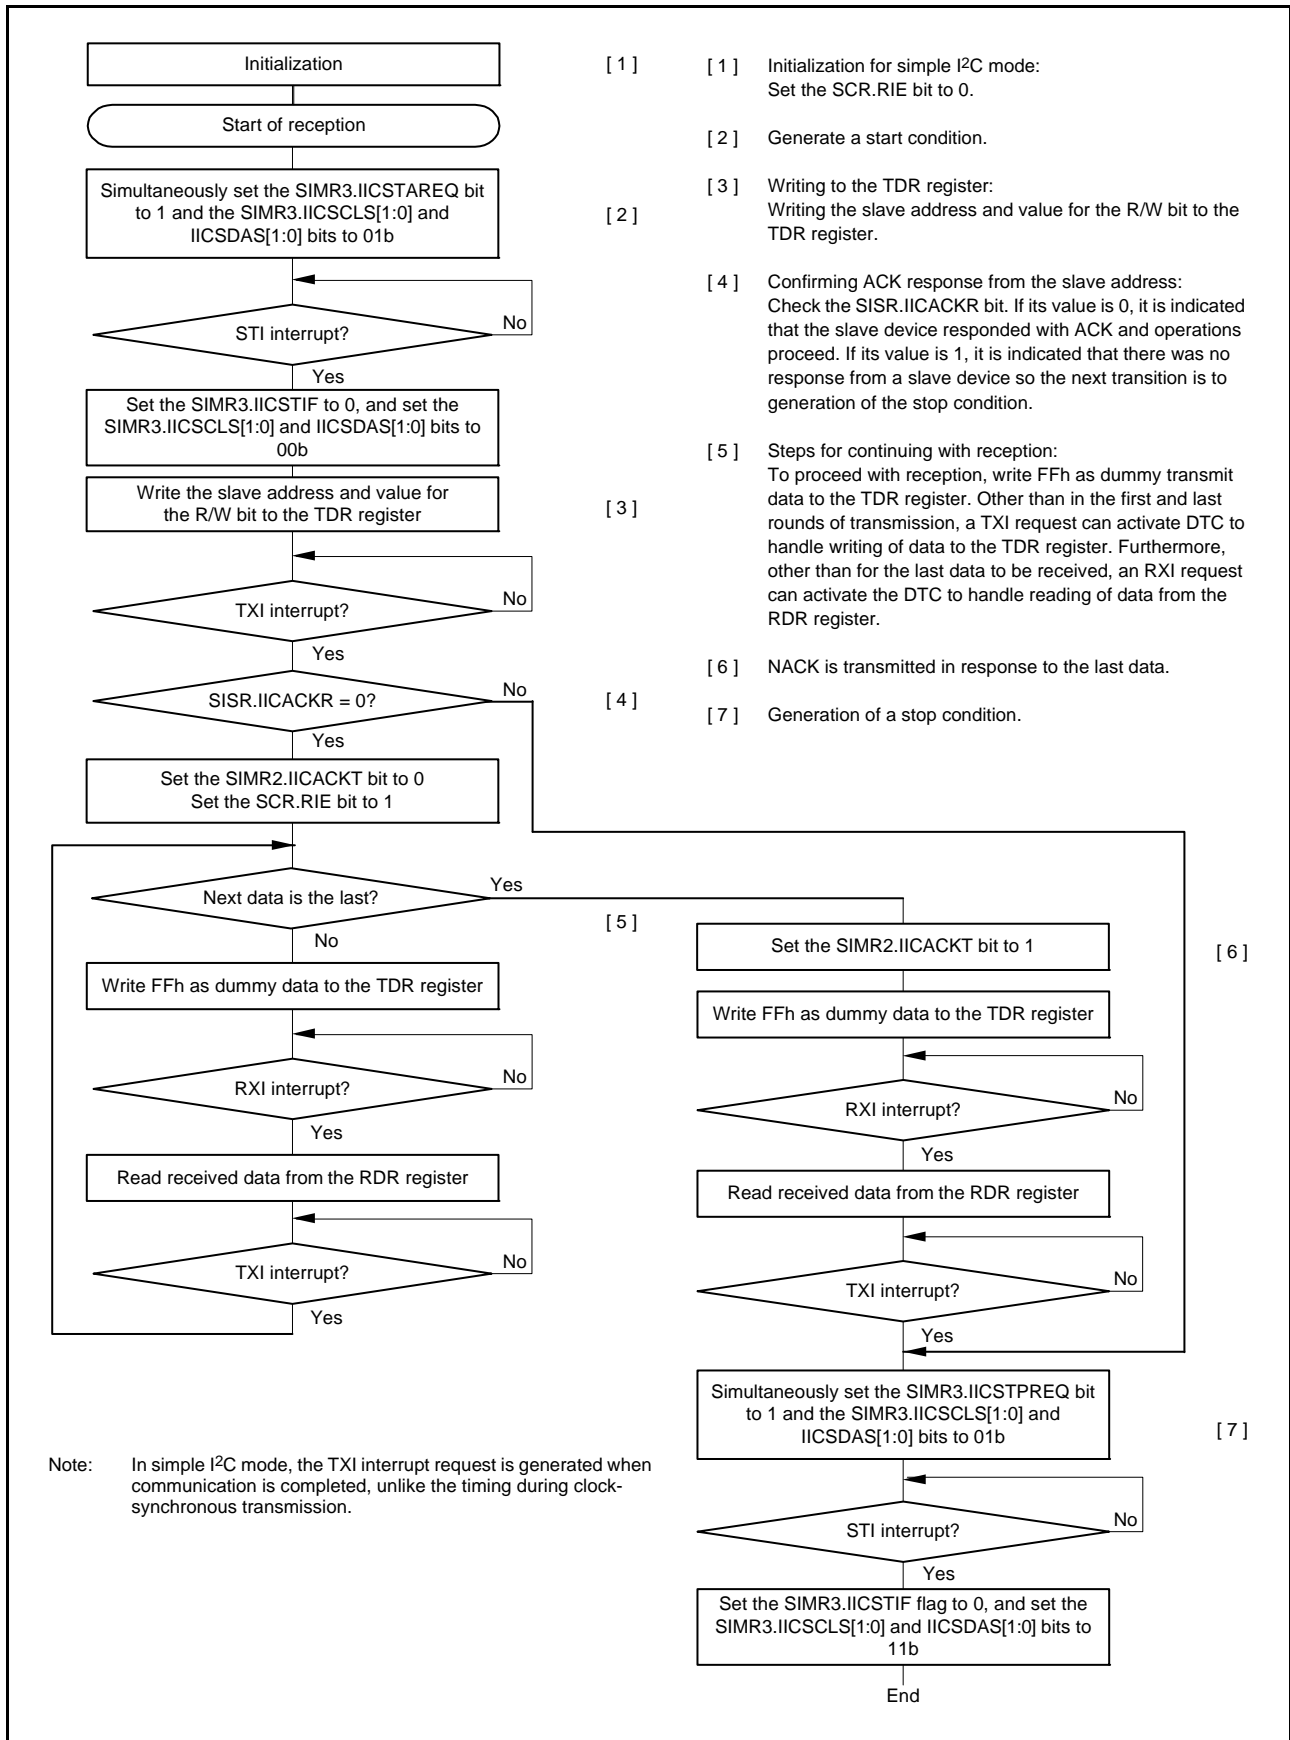 Initialization
[ 1 ]
Start of reception
Simultaneously set the SIMR3.IICSTAREQ bit
to 1 and the SIMR3.IICSCLS[1:0] and
IICSDAS[1:0] bits to 01b
[ 2 ]
STI interrupt?
No
Yes
Set the SIMR3.IICSTIF to 0, and set the
SIMR3.IICSCLS[1:0] and IICSDAS[1:0] bits to
00b
Write the slave address and value for
the R/W bit to the TDR register
[ 3 ]
TXI interrupt?
No
Yes
SISR.IICACKR = 0?
No
[ 4 ]
Yes
Set the SIMR2.IICACKT bit to 0
Set the SCR.RIE bit to 1
Next data is the last?
Yes
[ 5 ]
No
Write FFh as dummy data to the TDR register
RXI interrupt?
No
Yes
Read received data from the RDR register
TXI interrupt?
No
Yes
[ 1 ] Initialization for simple I2C mode:
Set the SCR.RIE bit to 0.
[ 2 ] Generate a start condition.
[ 3 ] Writing to the TDR register:
Writing the slave address and value for the R/W bit to the
TDR register.
[ 4 ] Confirming ACK response from the slave address:
Check the SISR.IICACKR bit. If its value is 0, it is indicated
that the slave device responded with ACK and operations
proceed. If its value is 1, it is indicated that there was no
response from a slave device so the next transition is to
generation of the stop condition.
[ 5 ] Steps for continuing with reception:
To proceed with reception, write FFh as dummy transmit
data to the TDR register. Other than in the first and last
rounds of transmission, a TXI request can activate DTC to
handle writing of data to the TDR register. Furthermore,
other than for the last data to be received, an RXI request
can activate the DTC to handle reading of data from the
RDR register.
[ 6 ] NACK is transmitted in response to the last data.
[ 7 ] Generation of a stop condition.
Set the SIMR2.IICACKT bit to 1
[ 6 ]
Write FFh as dummy data to the TDR register
RXI interrupt?
No
Yes
Read received data from the RDR register
TXI interrupt?
No
Yes
Simultaneously set the SIMR3.IICSTPREQ bit
to 1 and the SIMR3.IICSCLS[1:0] and
IICSDAS[1:0] bits to 01b
[ 7 ]
STI interrupt?
No
Yes
Set the SIMR3.IICSTIF flag to 0, and set the
SIMR3.IICSCLS[1:0] and IICSDAS[1:0] bits to
11b
End
Note: In simple I2C mode, the TXI interrupt request is generated when
communication is completed, unlike the timing during clock-
synchronous transmission.